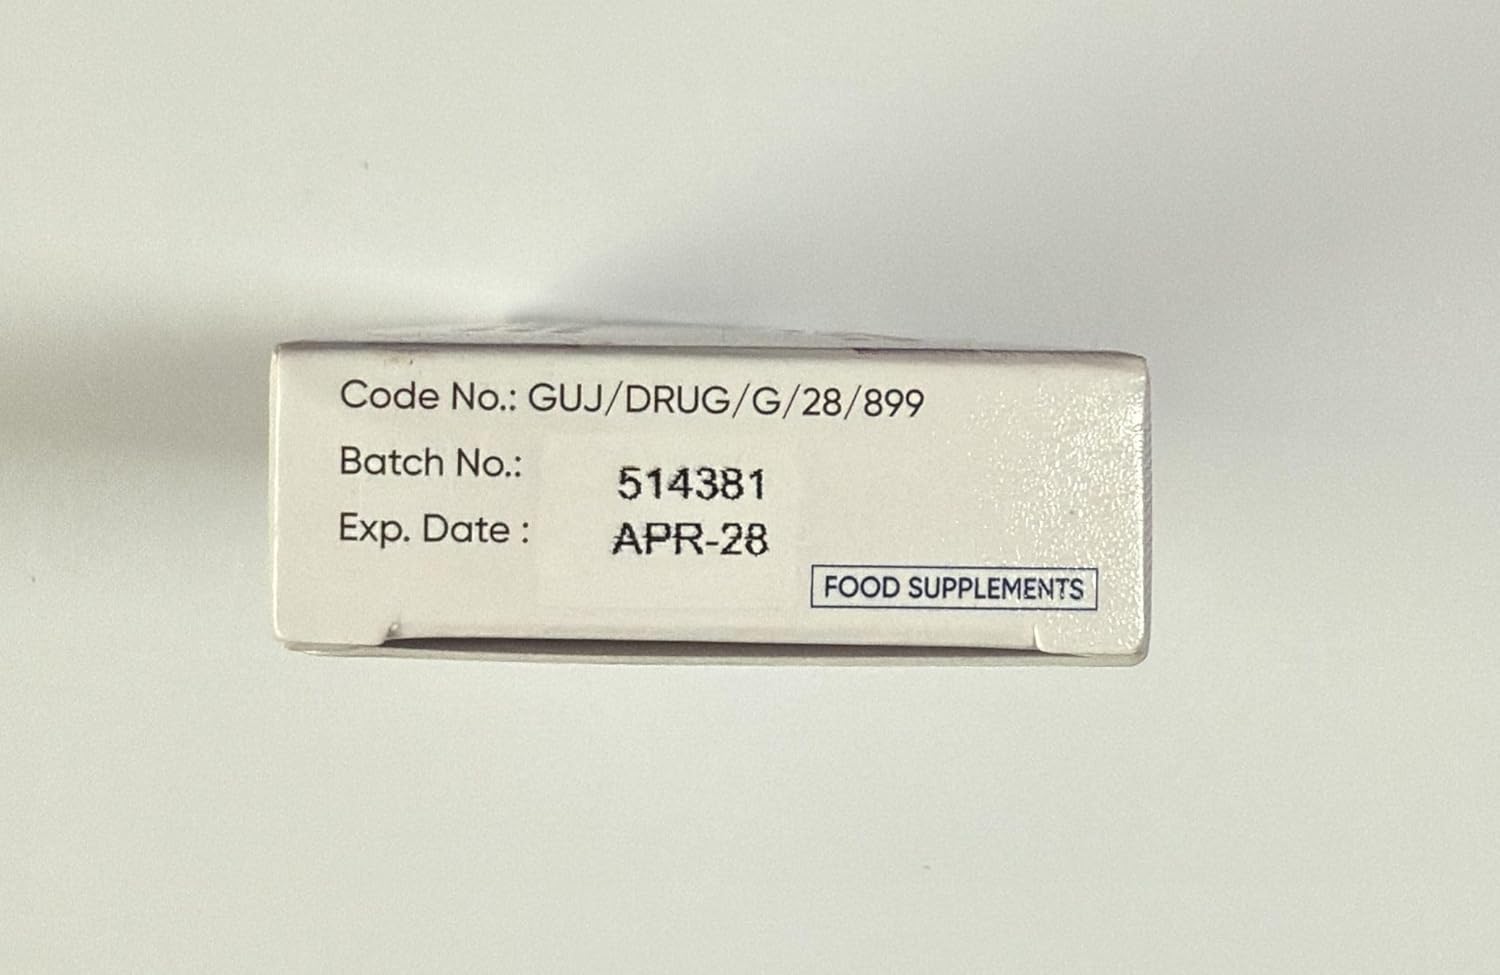 Code No.: GUJ/DRUG/G/28/899
Batch No.: 514381
Exp. Date : APR-28
FOOD SUPPLEMENTS